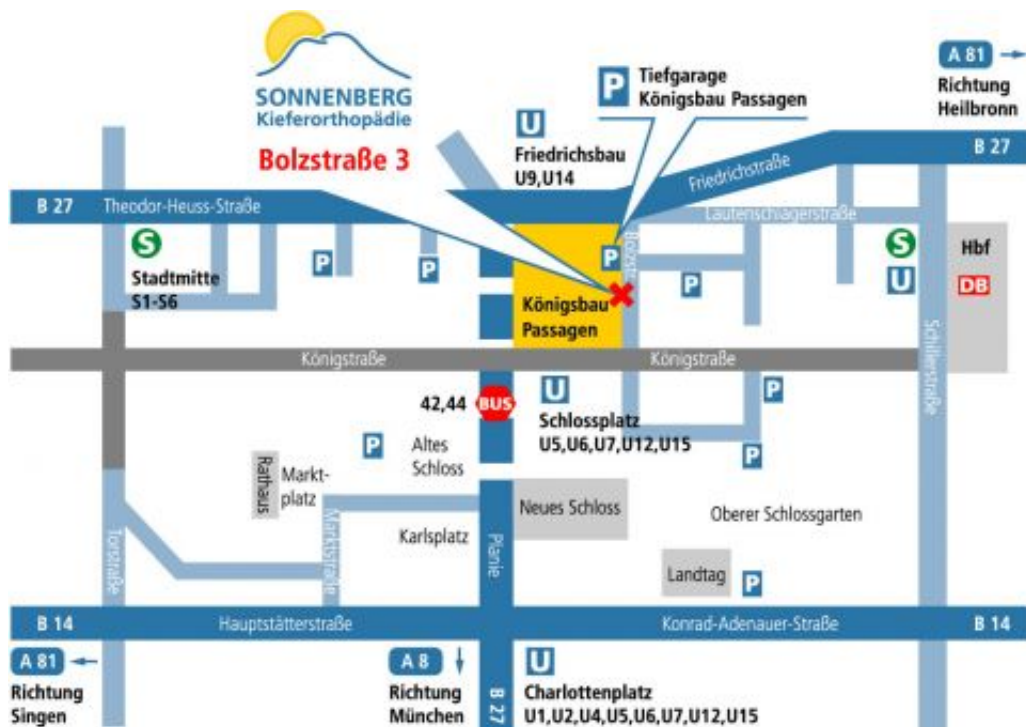 SONNENBERG
Kieferorthopädie
Bolzstraße 3
P
Tiefgarage
Königsbau Passagen
A 81
Richtung
Heilbronn
U
Friedrichsbau
U9,U14
B 27
Friedrichstraße
B 27
Theodor-Heuss-Straße
Lautenschlagerstraße
S
Stadtmitte
S1-S6
P
P
P
Bolzstr.
P
S
U
Hbf
DB
Königsbau
Passagen
Schillerstraße
Königstraße
Königstraße
42,44
BUS
U
Schlossplatz
U5,U6,U7,U12,U15
P
P
P
Altes
Schloss
Rathaus
Markt-
platz
Marktstraße
Karlsplatz
Neues Schloss
Oberer Schlossgarten
Torstraße
Planie
Landtag
P
B 14
Hauptstätterstraße
Konrad-Adenauer-Straße
B 14
A 81
Richtung
Singen
A 8
Richtung
München
B 27
U
Charlottenplatz
U1,U2,U4,U5,U6,U7,U12,U15